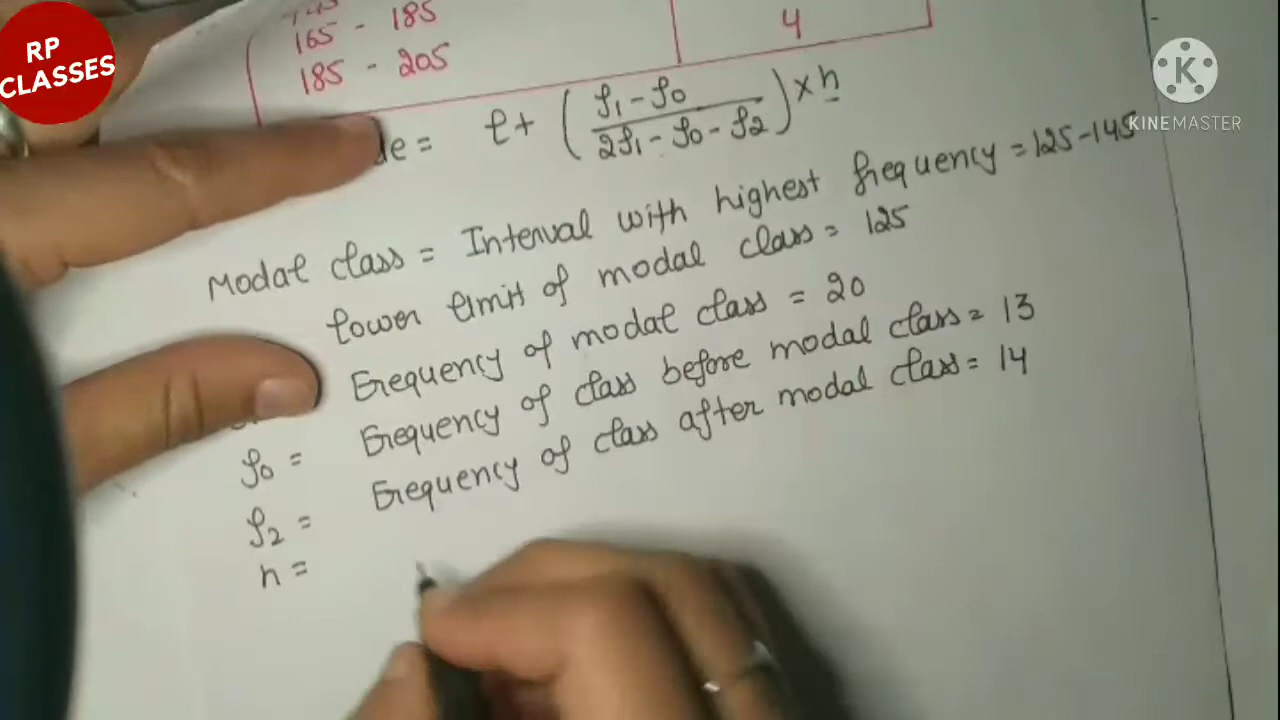 RP
CLASSES
165 - 185
185 - 205
4
KINEMASTER
= l + (f1 - f0 / 2f1 - f0 - f2) × h
Modal class = Interval with highest frequency = 125-145
lower limit of modal class = 125
Frequency of modal class = 20
f0 = Frequency of class before modal class = 13
f2 = Frequency of class after modal class = 14
h =